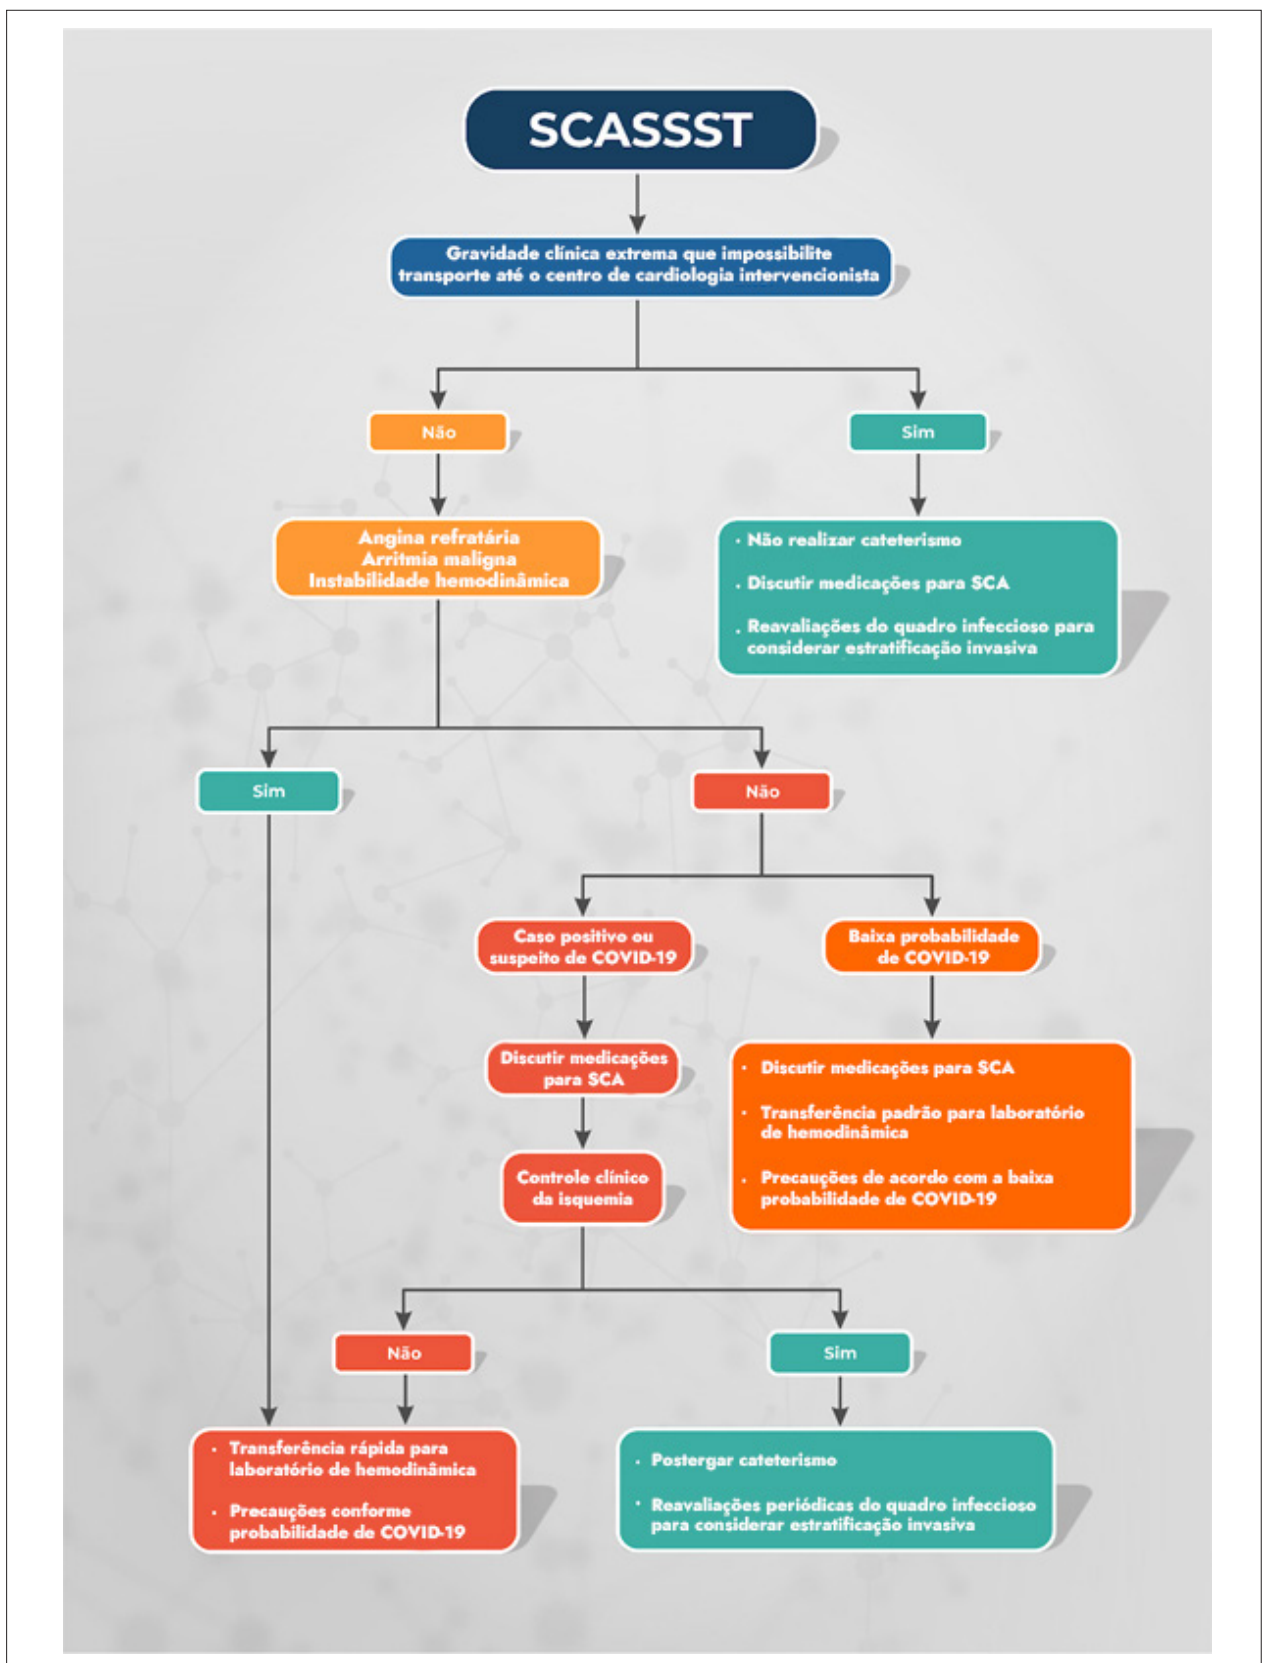 SCASSST
Gravidade clínica extrema que impossibilite
transporte até o centro de cardiologia intervencionista
Não
Sim
Angina refratária
Arritmia maligna
Instabilidade hemodinâmica
· Não realizar cateterismo
· Discutir medicações para SCA
· Reavaliações do quadro infeccioso para
considerar estratificação invasiva
Sim
Não
Caso positivo ou
suspeito de COVID-19
Baixa probabilidade
de COVID-19
Discutir medicações
para SCA
· Discutir medicações para SCA
· Transferência padrão para laboratório
de hemodinâmica
· Precauções de acordo com a baixa
probabilidade de COVID-19
Controle clínico
da isquemia
Não
Sim
· Transferência rápida para
laboratório de hemodinâmica
· Precauções conforme
probabilidade de COVID-19
· Postergar cateterismo
· Reavaliações periódicas do quadro infeccioso
para considerar estratificação invasiva